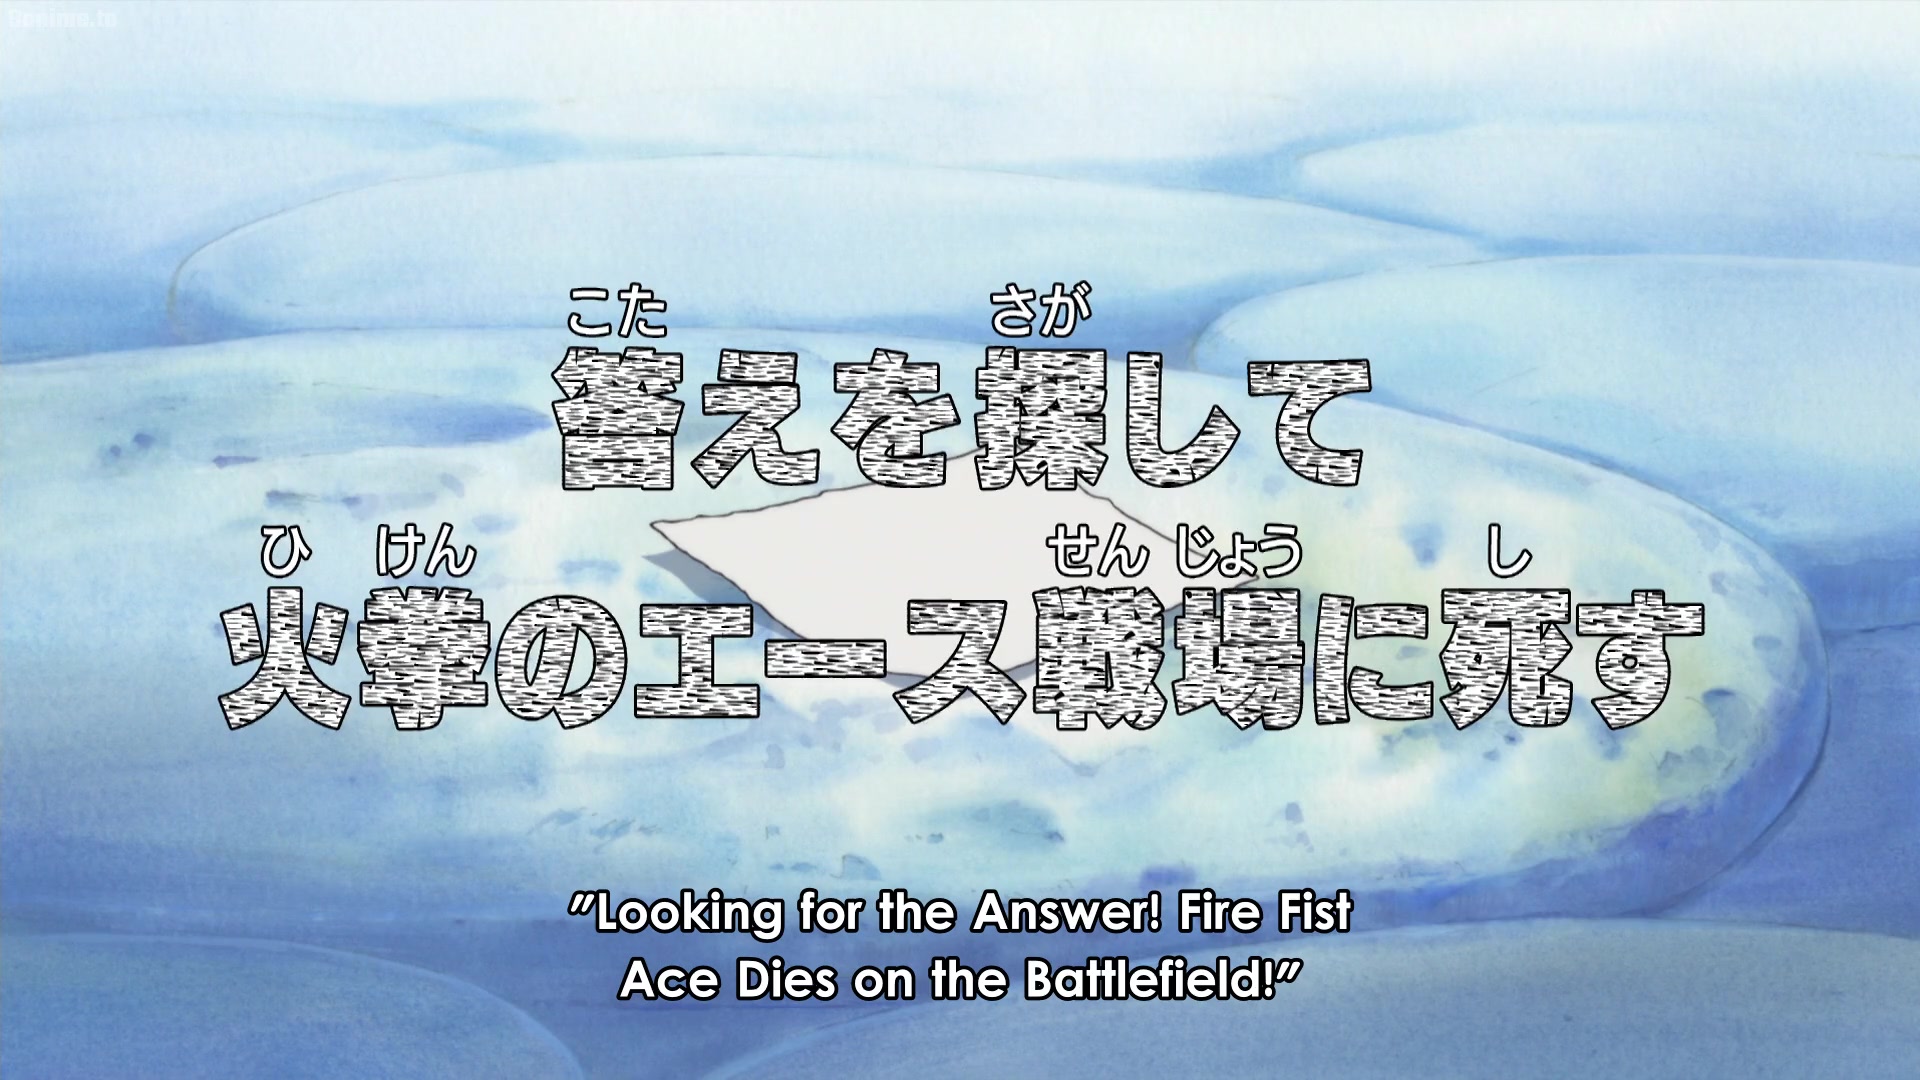 9anime.to
こた さが
答えを探して
ひ けん せん じょう し
火拳のエース戦場に死す
"Looking for the Answer! Fire Fist
Ace Dies on the Battlefield!"